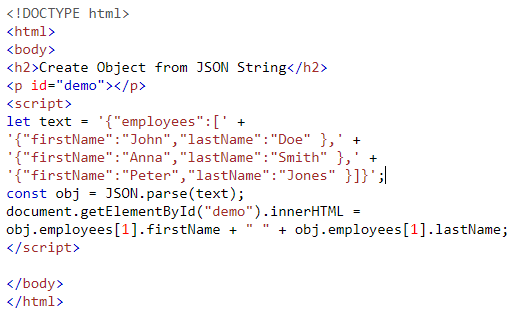 <!DOCTYPE html>
<html>
<body>
<h2>Create Object from JSON String</h2>
<p id="demo"></p>
<script>
let text = '{"employees":[' +
'{"firstName":"John","lastName":"Doe" },' +
'{"firstName":"Anna","lastName":"Smith" },' +
'{"firstName":"Peter","lastName":"Jones" }]}';
const obj = JSON.parse(text);
document.getElementById("demo").innerHTML =
obj.employees[1].firstName + " " + obj.employees[1].lastName;
</script>
</body>
</html>